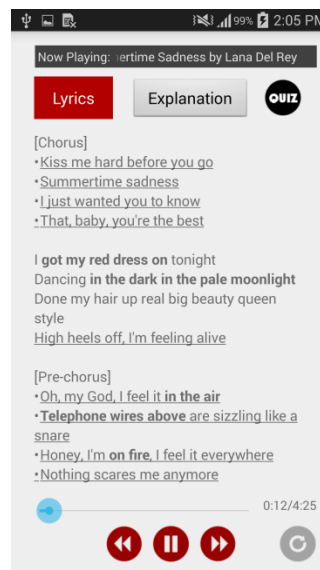 99% 2:05 PM
Now Playing: ertime Sadness by Lana Del Rey
Lyrics
Explanation
QUIZ
[Chorus]
•Kiss me hard before you go
•Summertime sadness
•I just wanted you to know
•That, baby, you're the best
I got my red dress on tonight
Dancing in the dark in the pale moonlight
Done my hair up real big beauty queen
style
High heels off, I'm feeling alive
[Pre-chorus]
•Oh, my God, I feel it in the air
•Telephone wires above are sizzling like a
snare
•Honey, I'm on fire, I feel it everywhere
•Nothing scares me anymore
0:12/4:25